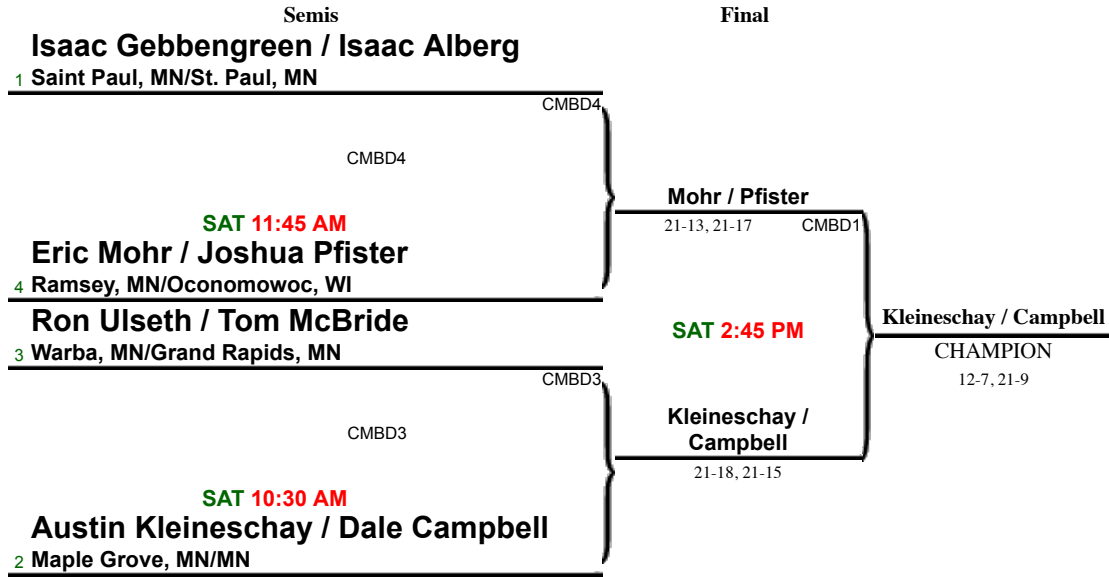 Semis
Final
Isaac Gebbengreen / Isaac Alberg
1 Saint Paul, MN/St. Paul, MN
CMBD4
CMBD4
Mohr / Pfister
21-13, 21-17 CMBD1
SAT 11:45 AM
Eric Mohr / Joshua Pfister
4 Ramsey, MN/Oconomowoc, WI
Ron Ulseth / Tom McBride
3 Warba, MN/Grand Rapids, MN
SAT 2:45 PM
Kleineschay / Campbell
CHAMPION
12-7, 21-9
CMBD3
CMBD3
Kleineschay /
Campbell
21-18, 21-15
SAT 10:30 AM
Austin Kleineschay / Dale Campbell
2 Maple Grove, MN/MN